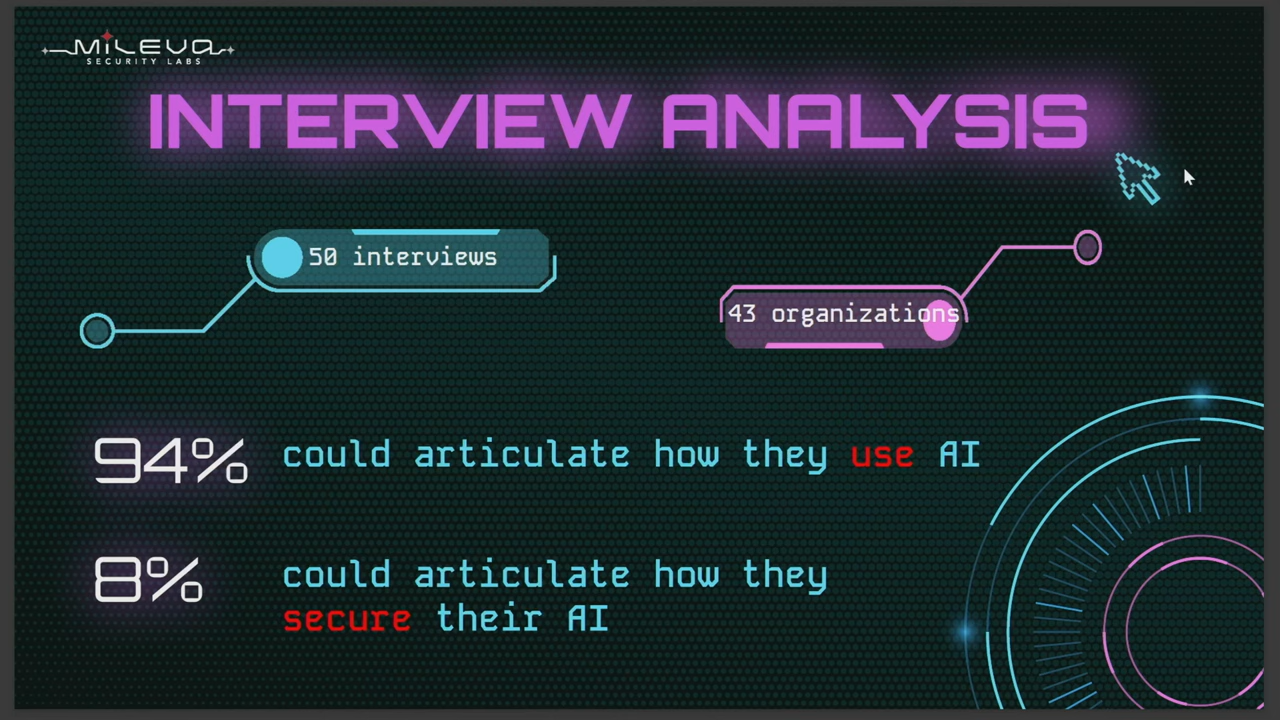 MiLEVA
SECURITY LABS
INTERVIEW ANALYSIS
50 interviews
43 organizations
94% could articulate how they use AI
8% could articulate how they
secure their AI